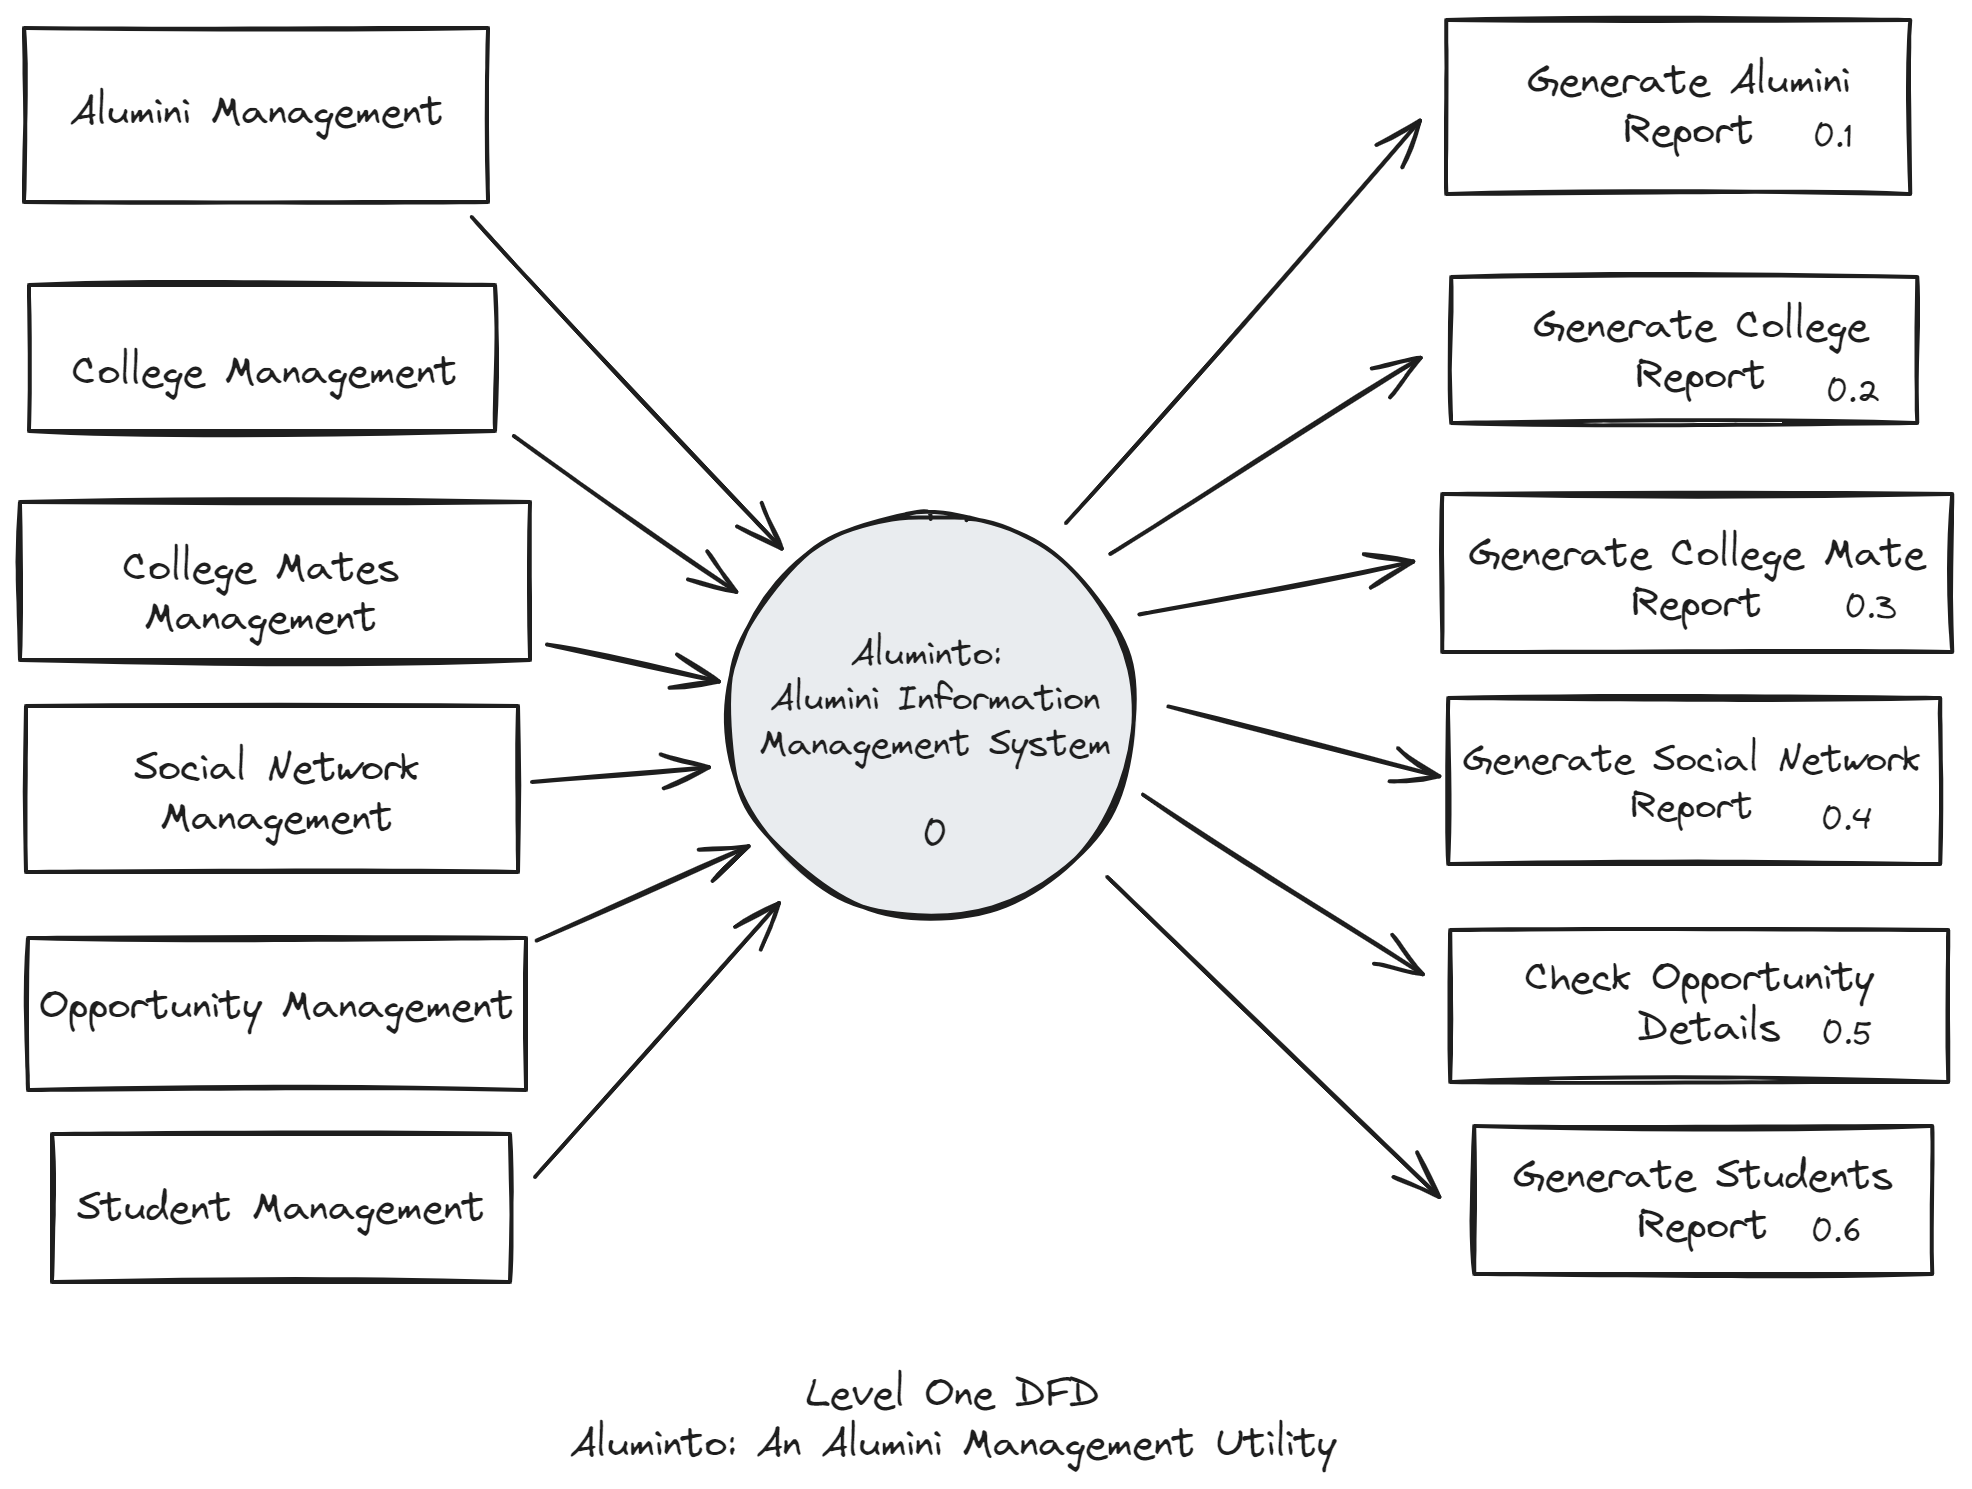 Alumini Management
College Management
College Mates
Management
Social Network
Management
Opportunity Management
Student Management
Aluminto:
Alumini Information
Management System
0
Generate Alumini
Report 0.1
Generate College
Report 0.2
Generate College Mate
Report 0.3
Generate Social Network
Report 0.4
Check Opportunity
Details 0.5
Generate Students
Report 0.6
Level One DFD
Aluminto: An Alumini Management Utility